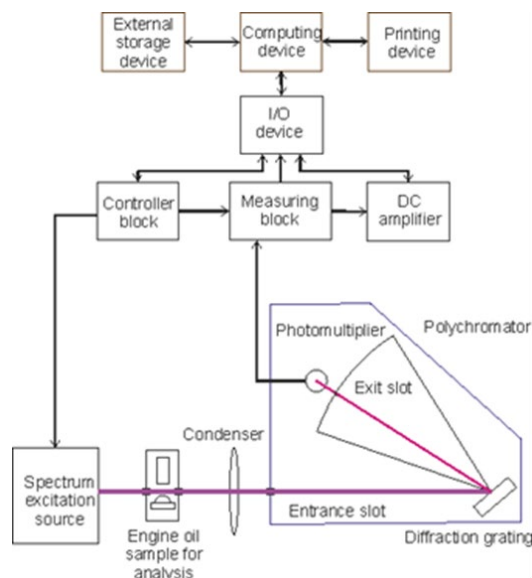 External
storage
device
Computing
device
Printing
device
I/O
device
Controller
block
Measuring
block
DC
amplifier
Photomultiplier
Polychromator
Exit slot
Condenser
Spectrum
excitation
source
Entrance slot
Engine oil
sample for
analysis
Diffraction grating